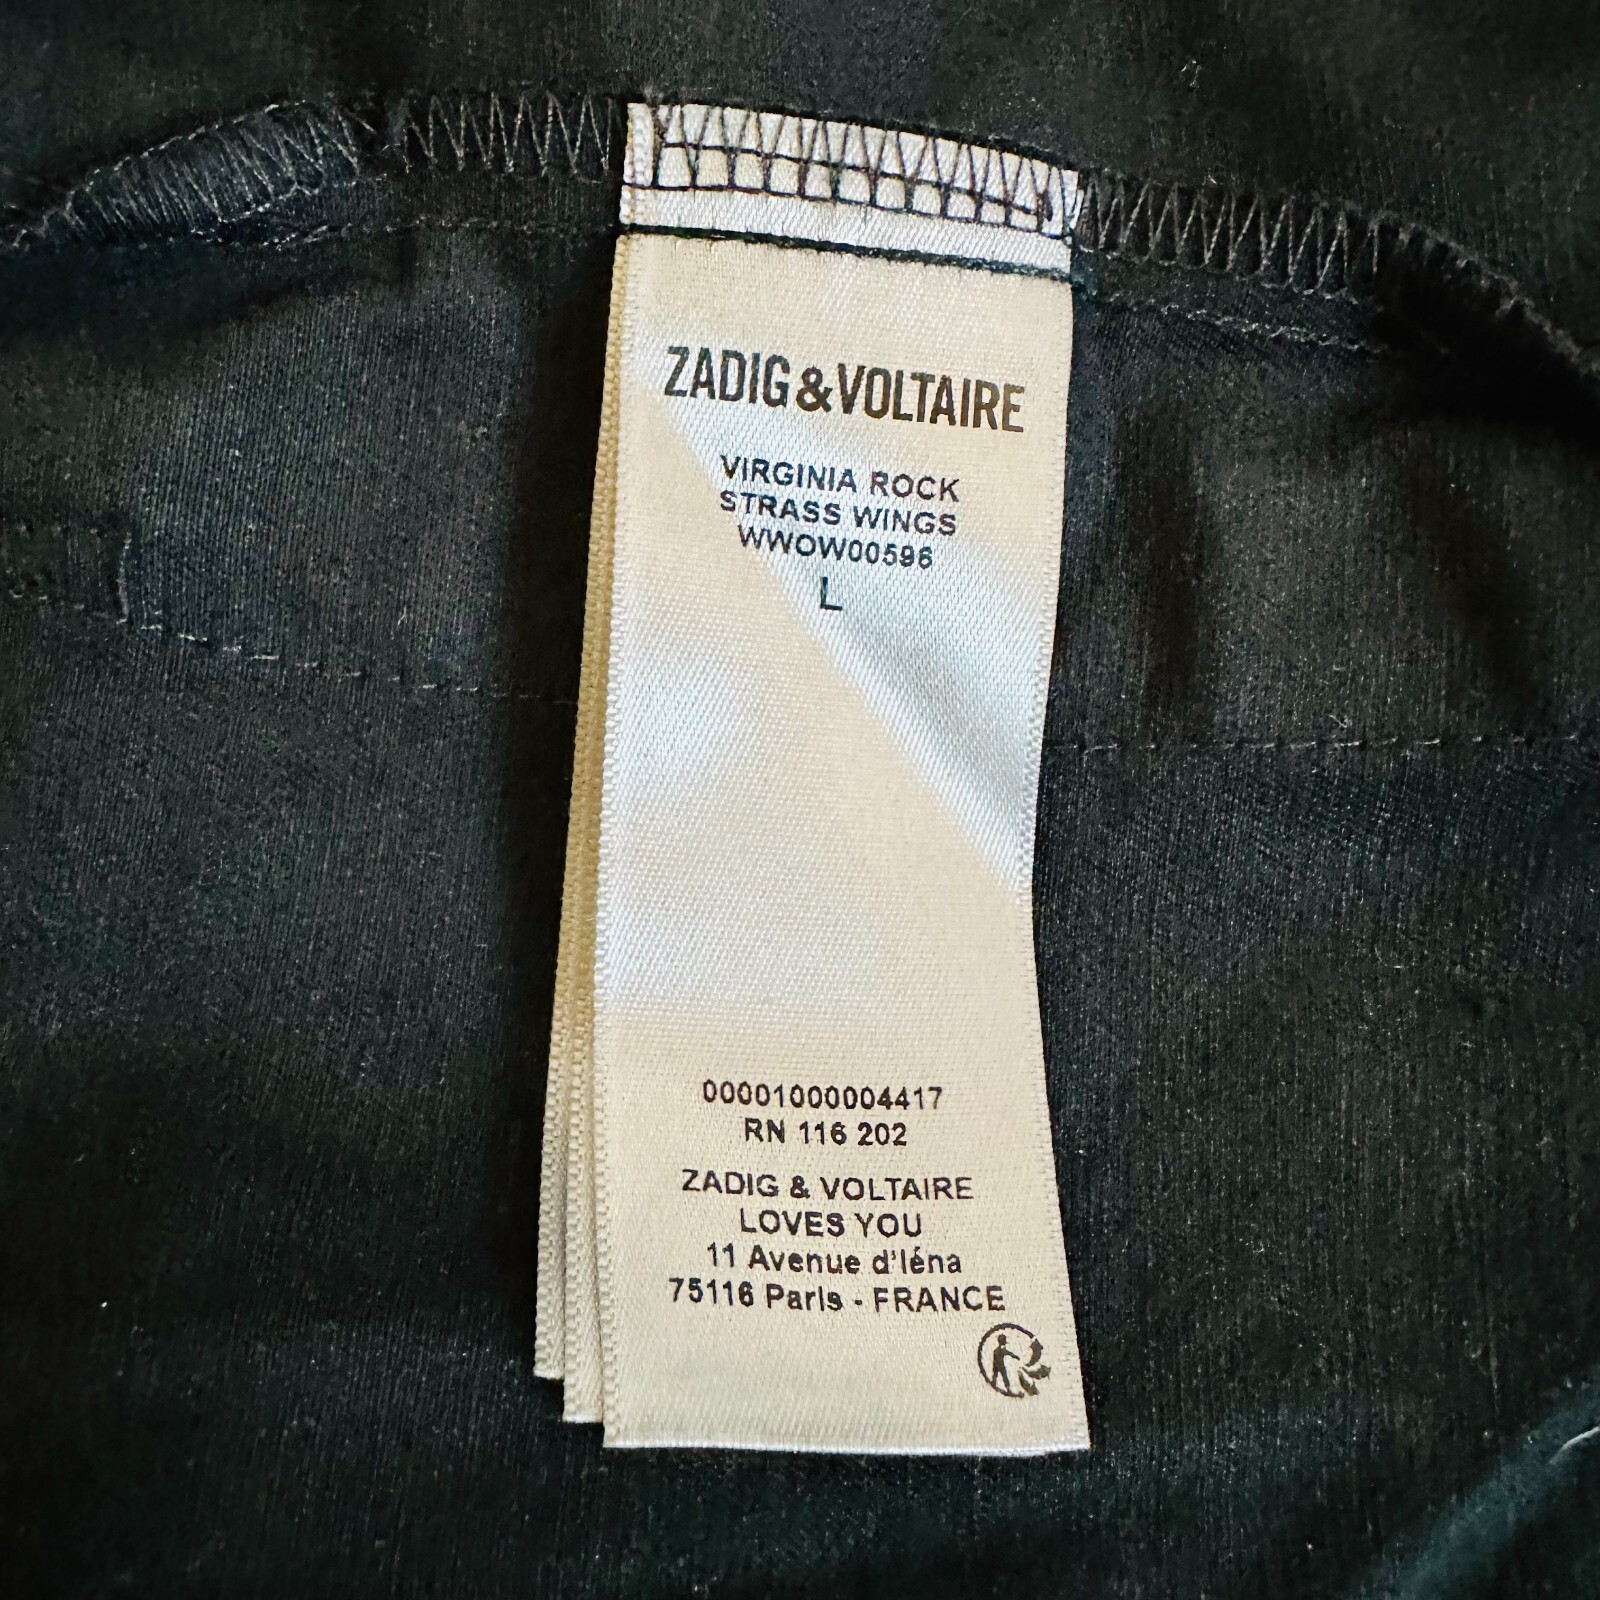 ZADIG&VOLTAIRE
VIRGINIA ROCK
STRASS WINGS
WWOW00596
L
00001000004417
RN 116 202
ZADIG & VOLTAIRE
LOVES YOU
11 Avenue d'Iéna
75116 Paris - FRANCE